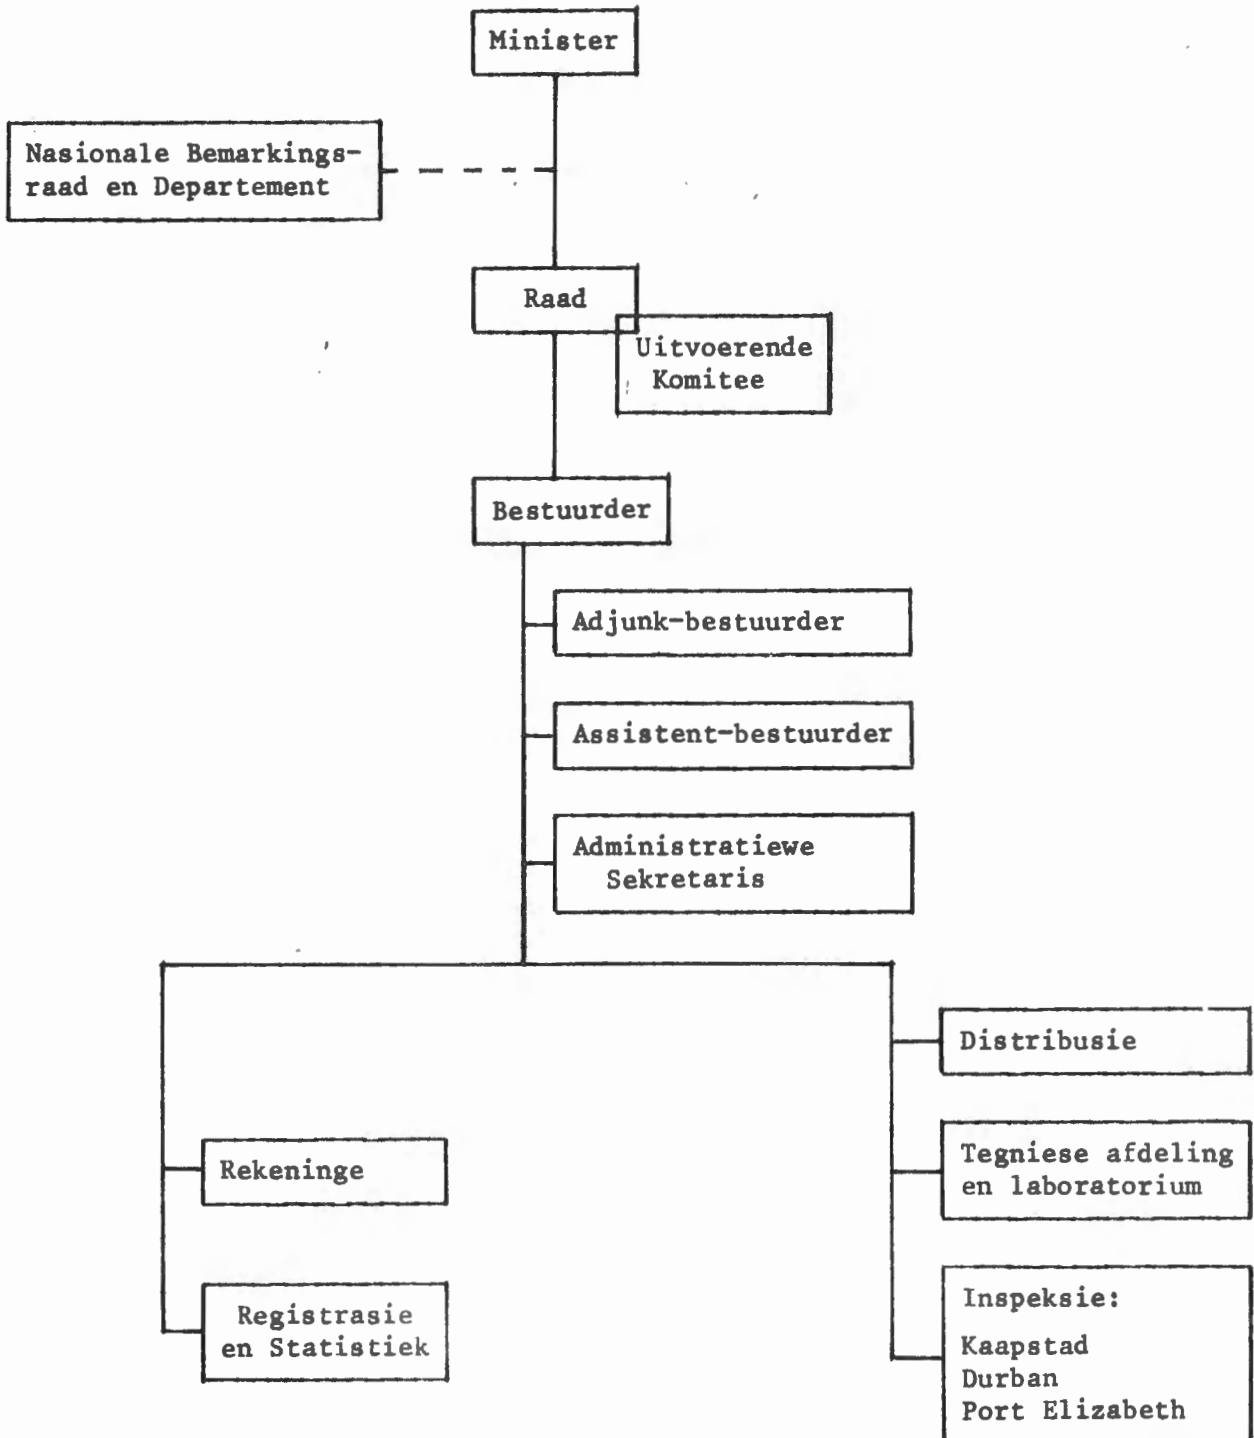 Minister
Nasionale Bemarkings-
raad en Departement
Raad
Uitvoerende
Komitee
Bestuurder
Adjunk-bestuurder
Assistent-bestuurder
Administratiewe
Sekretaris
Rekeninge
Registrasie
en Statistiek
Distribusie
Tegniese afdeling
en laboratorium
Inspeksie:
Kaapstad
Durban
Port Elizabeth